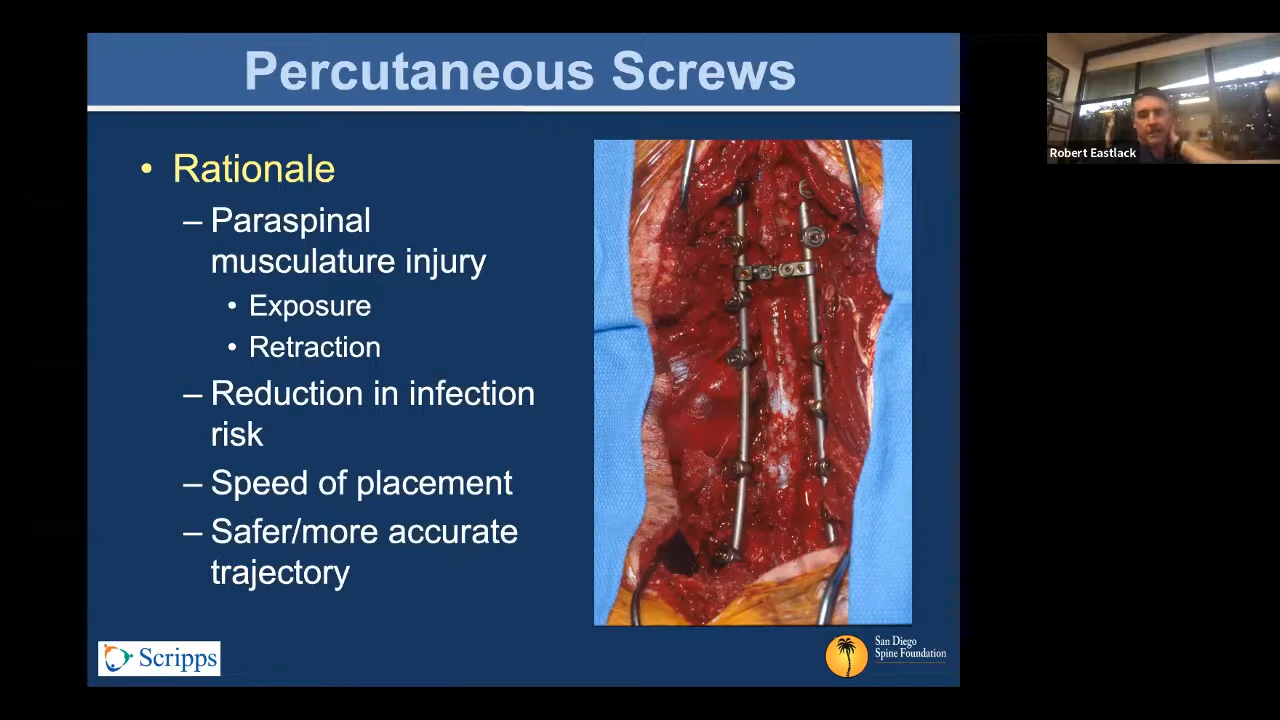 Percutaneous Screws
• Rationale
– Paraspinal
musculature injury
• Exposure
• Retraction
– Reduction in infection
risk
– Speed of placement
– Safer/more accurate
trajectory
Scripps
San Diego
Spine Foundation
Robert Eastlack